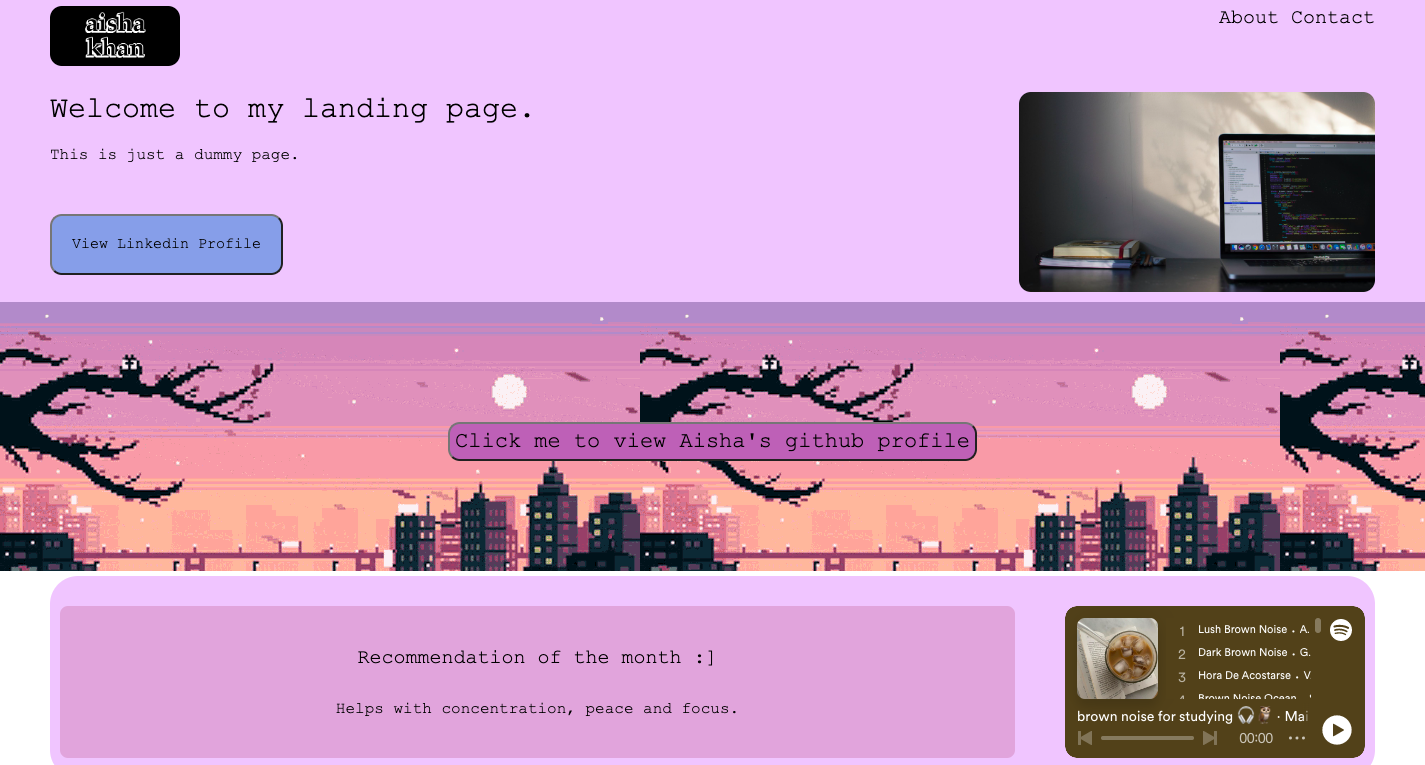 aisha
khan
About Contact
Welcome to my landing page.
This is just a dummy page.
View Linkedin Profile
Click me to view Aisha's github profile
Recommendation of the month :]
Helps with concentration, peace and focus.
1 Lush Brown Noise • A.
2 Dark Brown Noise • G.
3 Hora De Acostarse • V
Brown Noise Ocean
brown noise for studying 🎧 🧋 · Mai
00:00